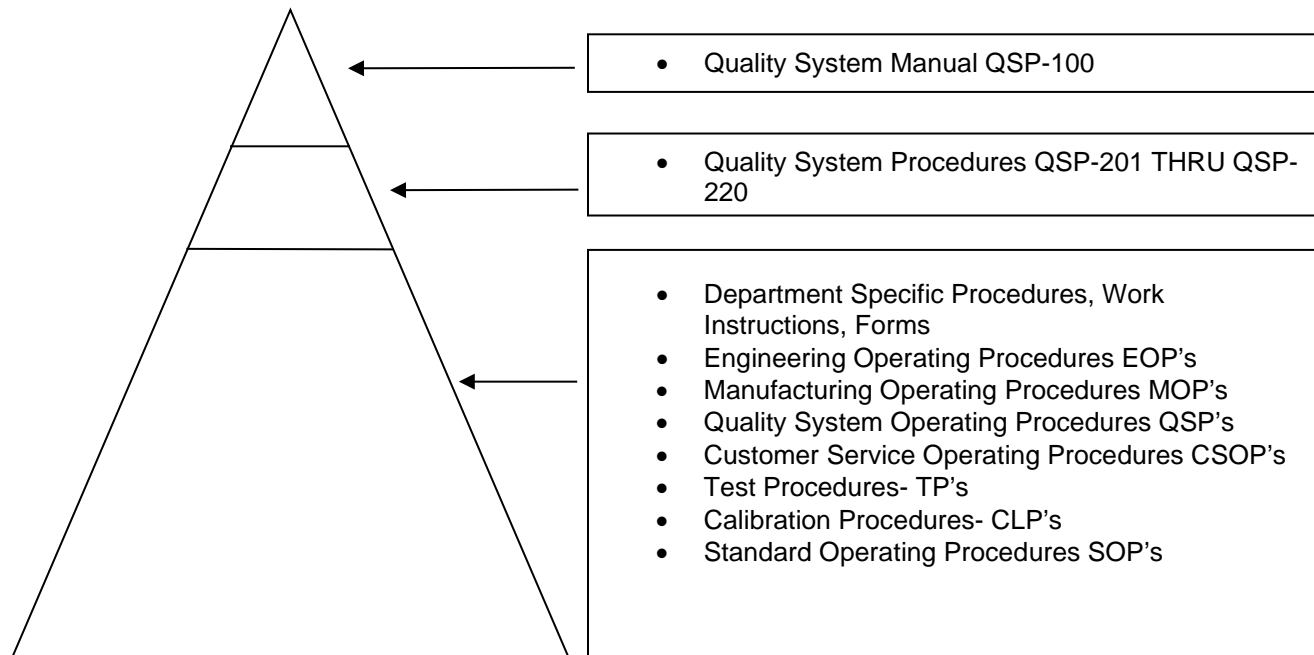 • Quality System Manual QSP-100
• Quality System Procedures QSP-201 THRU QSP-
220
• Department Specific Procedures, Work
Instructions, Forms
• Engineering Operating Procedures EOP’s
• Manufacturing Operating Procedures MOP’s
• Quality System Operating Procedures QSP’s
• Customer Service Operating Procedures CSOP’s
• Test Procedures- TP’s
• Calibration Procedures- CLP’s
• Standard Operating Procedures SOP’s